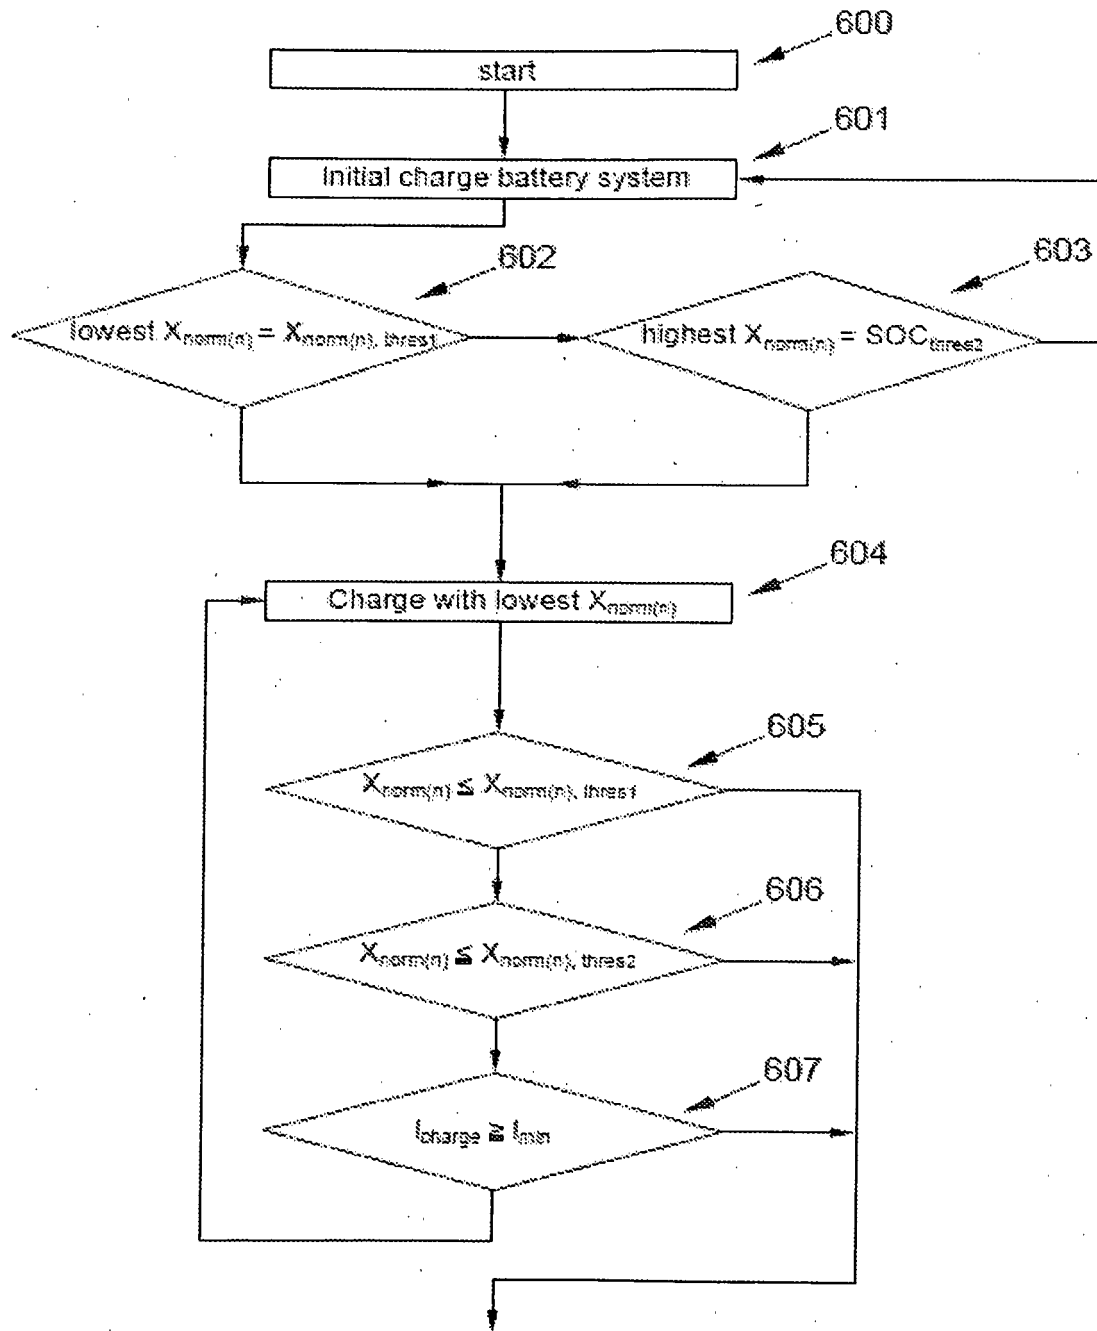 600
start
601
Initial charge battery system
602
603
lowest Xnorm(n) = Xnorm(n), thres1
highest Xnorm(n) = SOCthres2
604
Charge with lowest Xnorm(n)
605
Xnorm(n) ≦ Xnorm(n), thres1
606
Xnorm(n) ≦ Xnorm(n), thres2
607
Icharge ≧ Imin